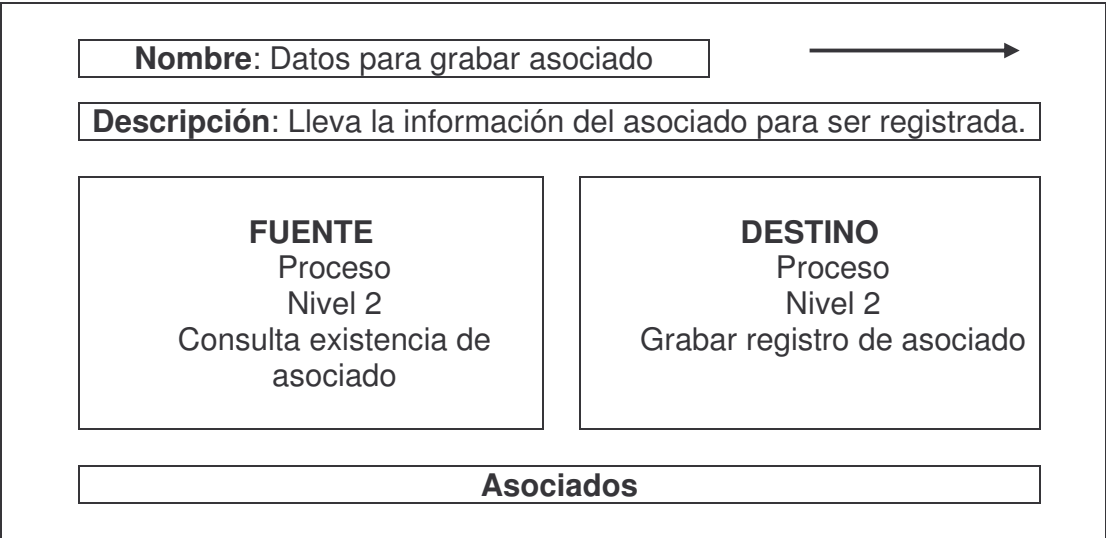 Nombre: Datos para grabar asociado
Descripción: Lleva la información del asociado para ser registrada.
FUENTE
Proceso
Nivel 2
Consulta existencia de
asociado
DESTINO
Proceso
Nivel 2
Grabar registro de asociado
Asociados